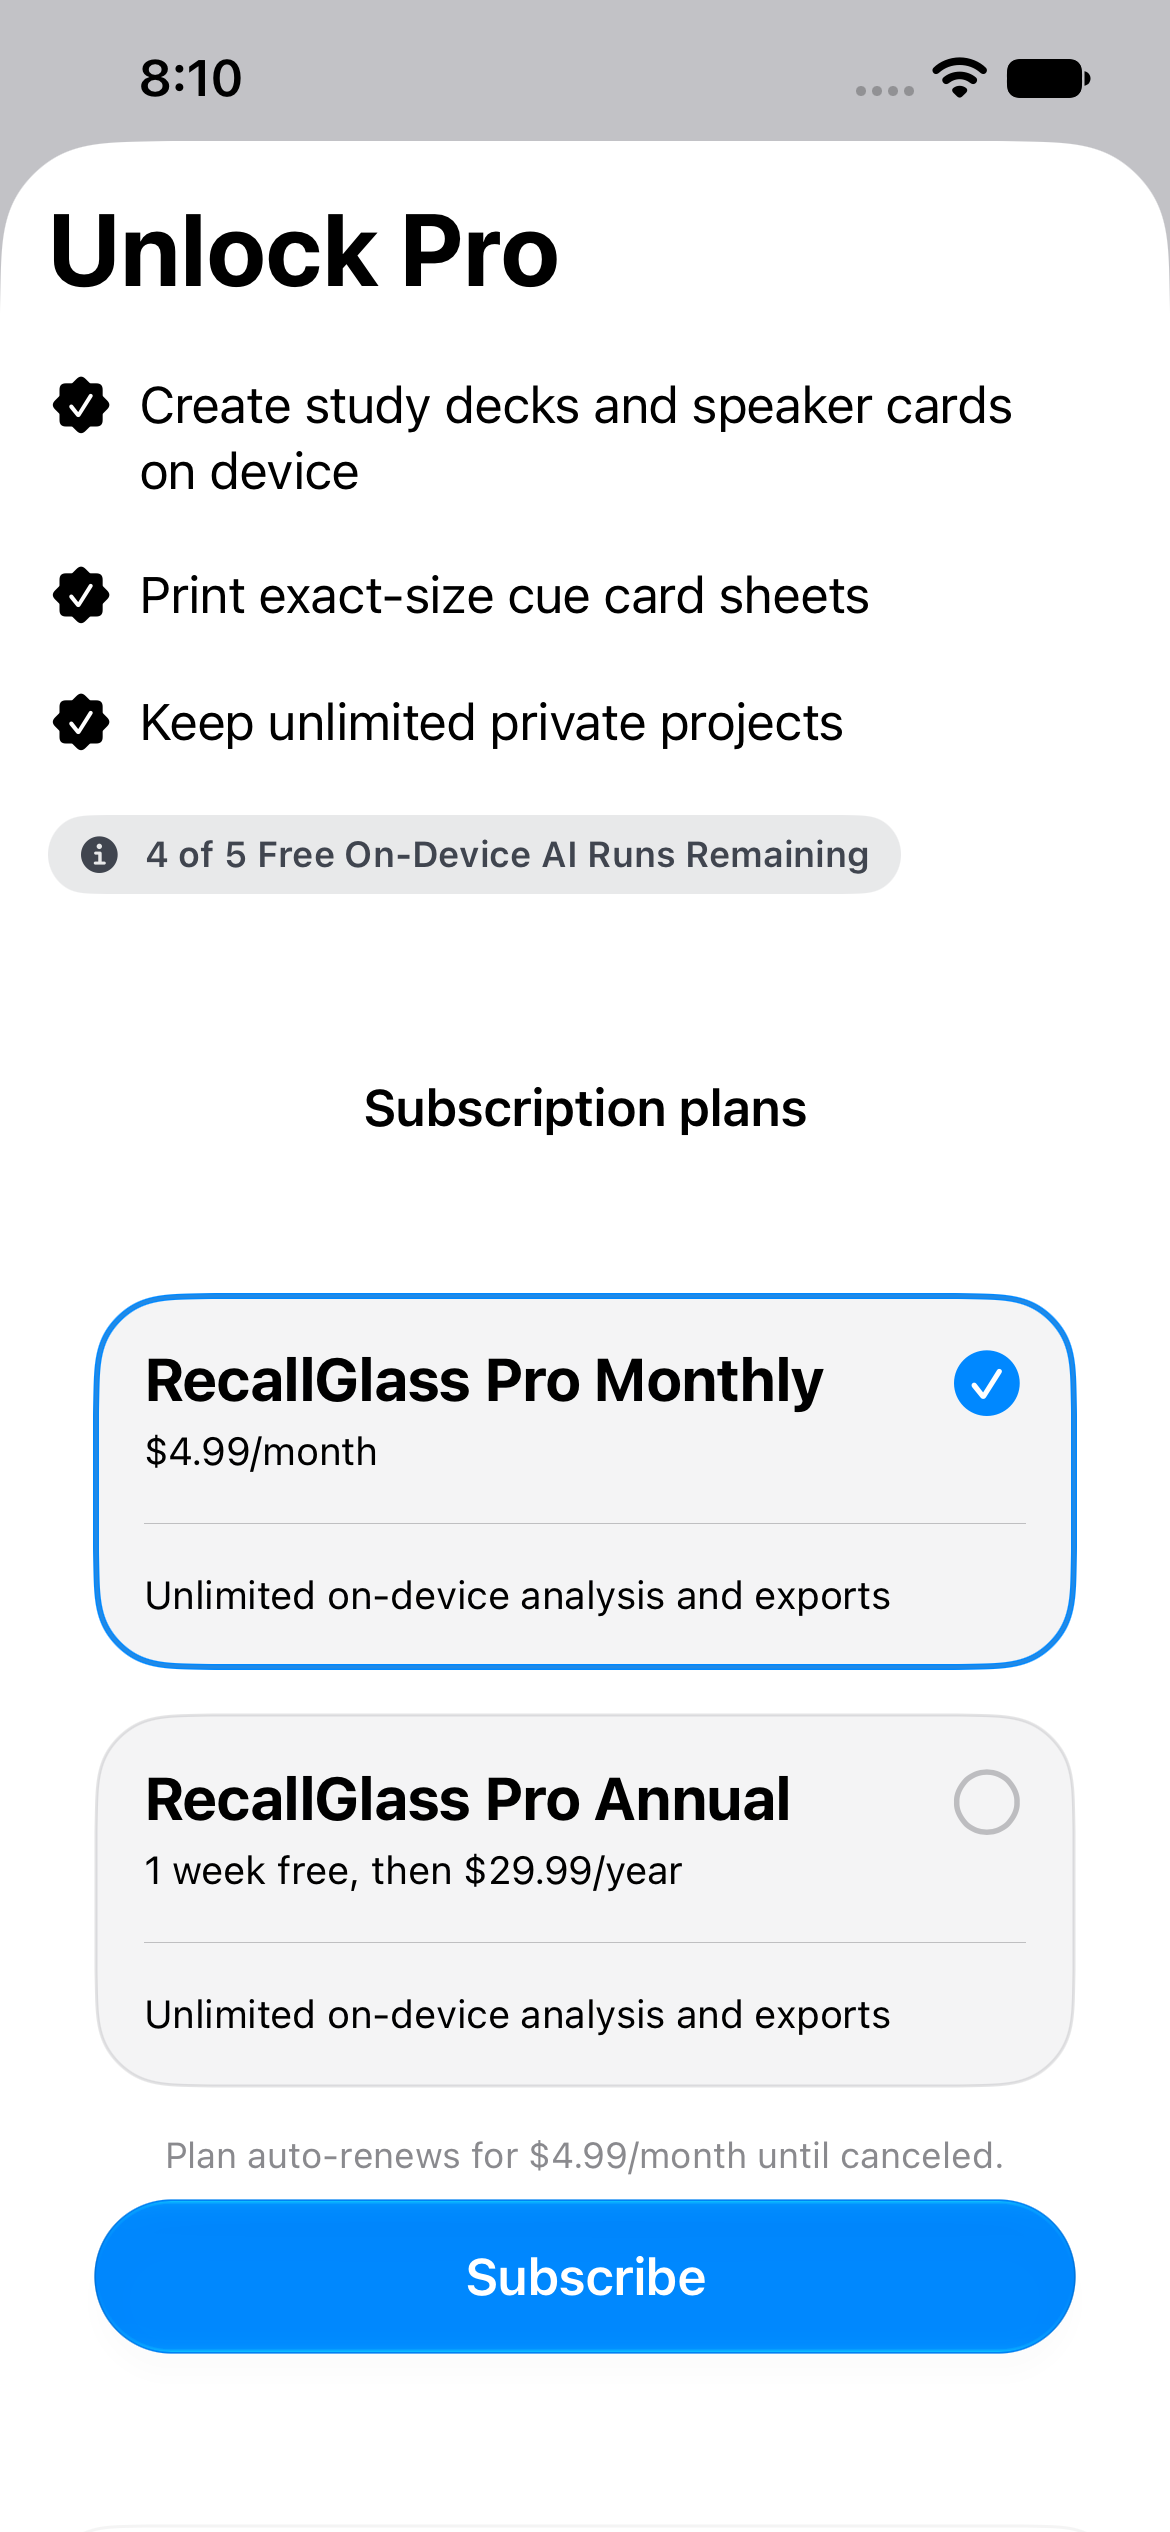 8:10
Unlock Pro
Create study decks and speaker cards
on device
Print exact-size cue card sheets
Keep unlimited private projects
4 of 5 Free On-Device AI Runs Remaining
Subscription plans
RecallGlass Pro Monthly
$4.99/month
Unlimited on-device analysis and exports
RecallGlass Pro Annual
1 week free, then $29.99/year
Unlimited on-device analysis and exports
Plan auto-renews for $4.99/month until canceled.
Subscribe